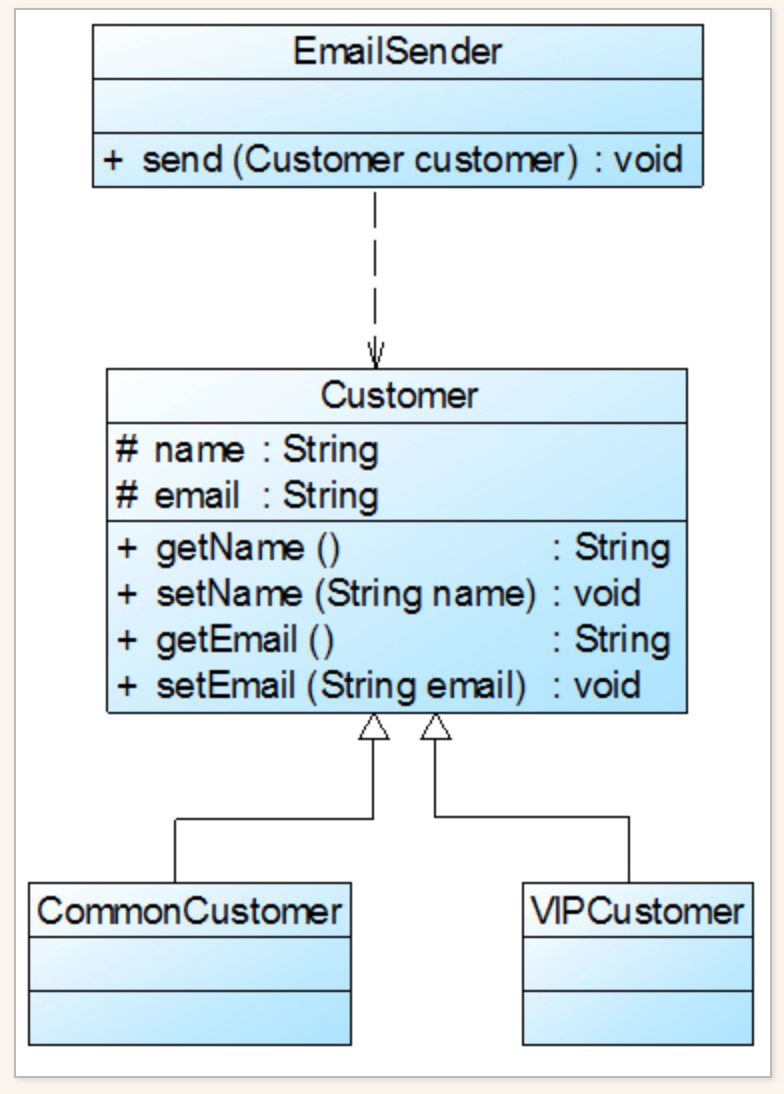 EmailSender
+ send (Customer customer) : void
Customer
# name : String
# email : String
+ getName () : String
+ setName (String name) : void
+ getEmail () : String
+ setEmail (String email) : void
CommonCustomer
VIPCustomer